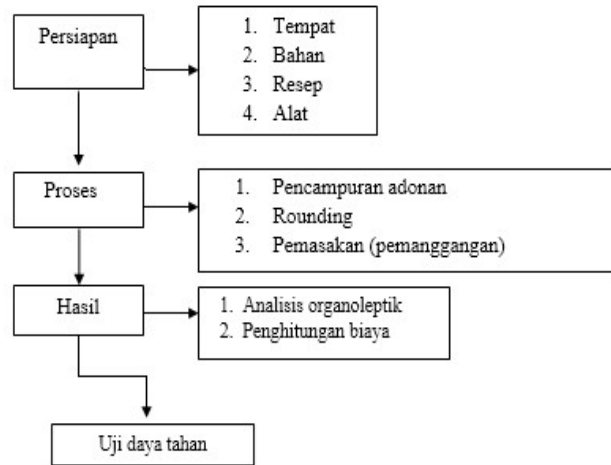 Persiapan
1. Tempat
2. Bahan
3. Resep
4. Alat
Proses
1. Pencampuran adonan
2. Rounding
3. Pemasakan (pemanggangan)
Hasil
1. Analisis organoleptik
2. Penghitungan biaya
Uji daya tahan